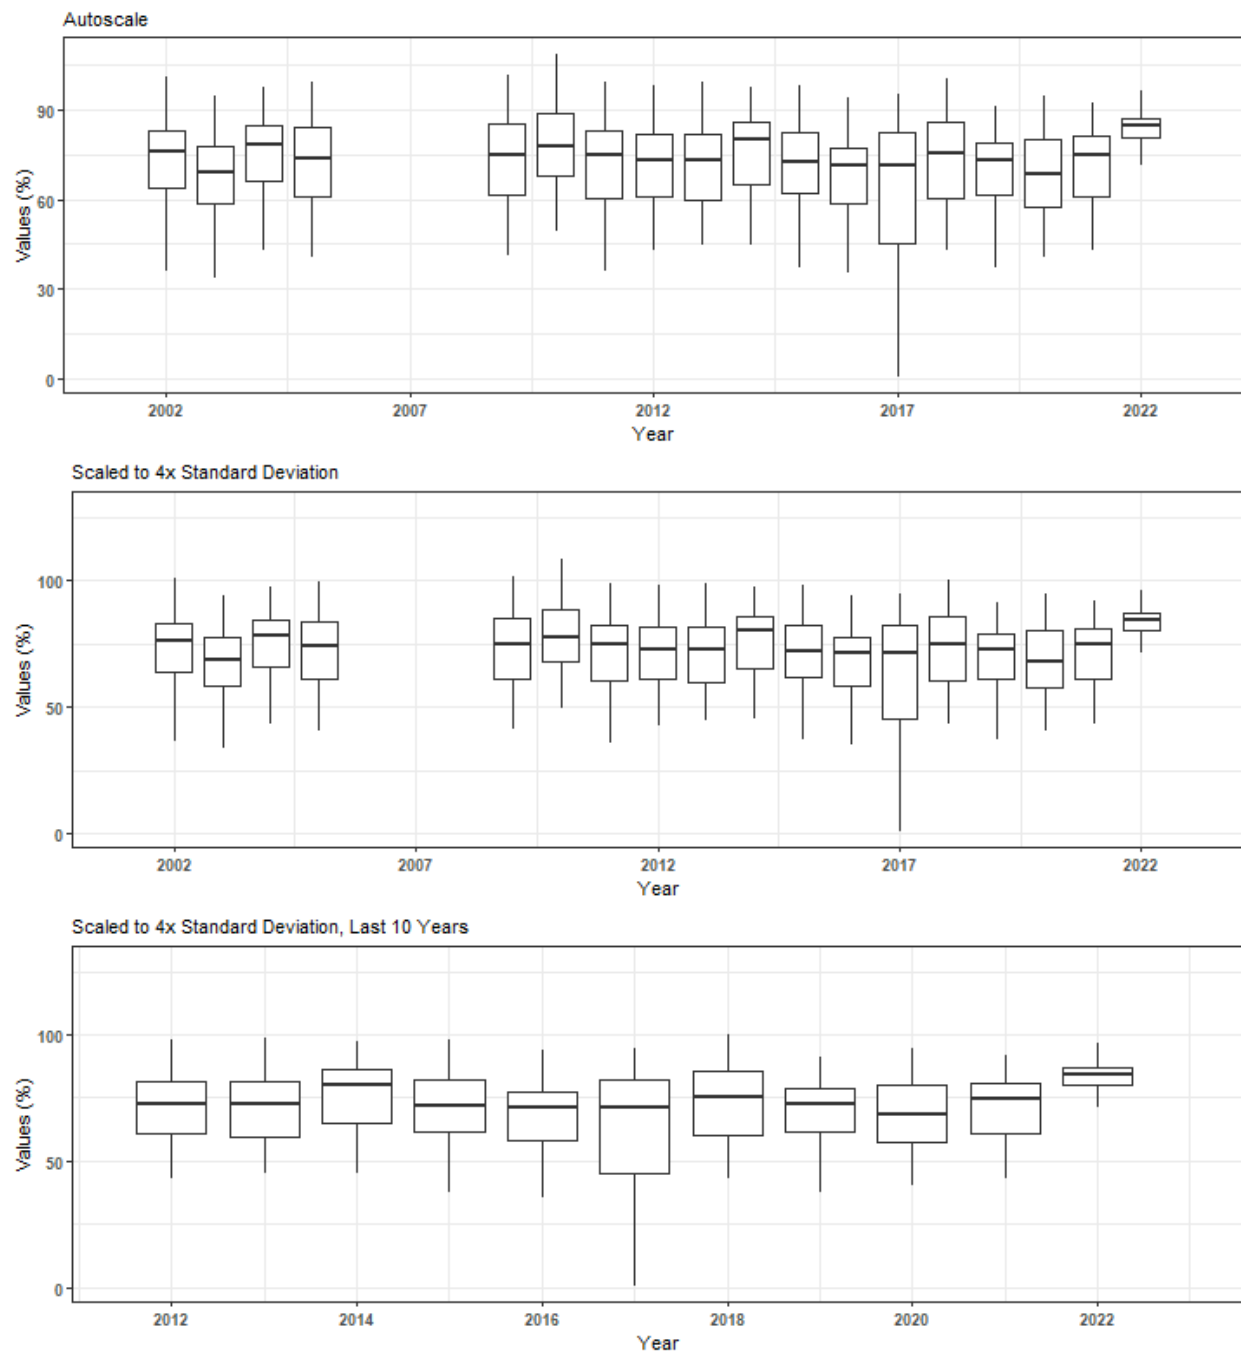 Autoscale
Values (%)
90
60
30
0
2002 2007 2012 2017 2022
Year
Scaled to 4x Standard Deviation
Values (%)
100
50
0
2002 2007 2012 2017 2022
Year
Scaled to 4x Standard Deviation, Last 10 Years
Values (%)
100
50
0
2012 2014 2016 2018 2020 2022
Year